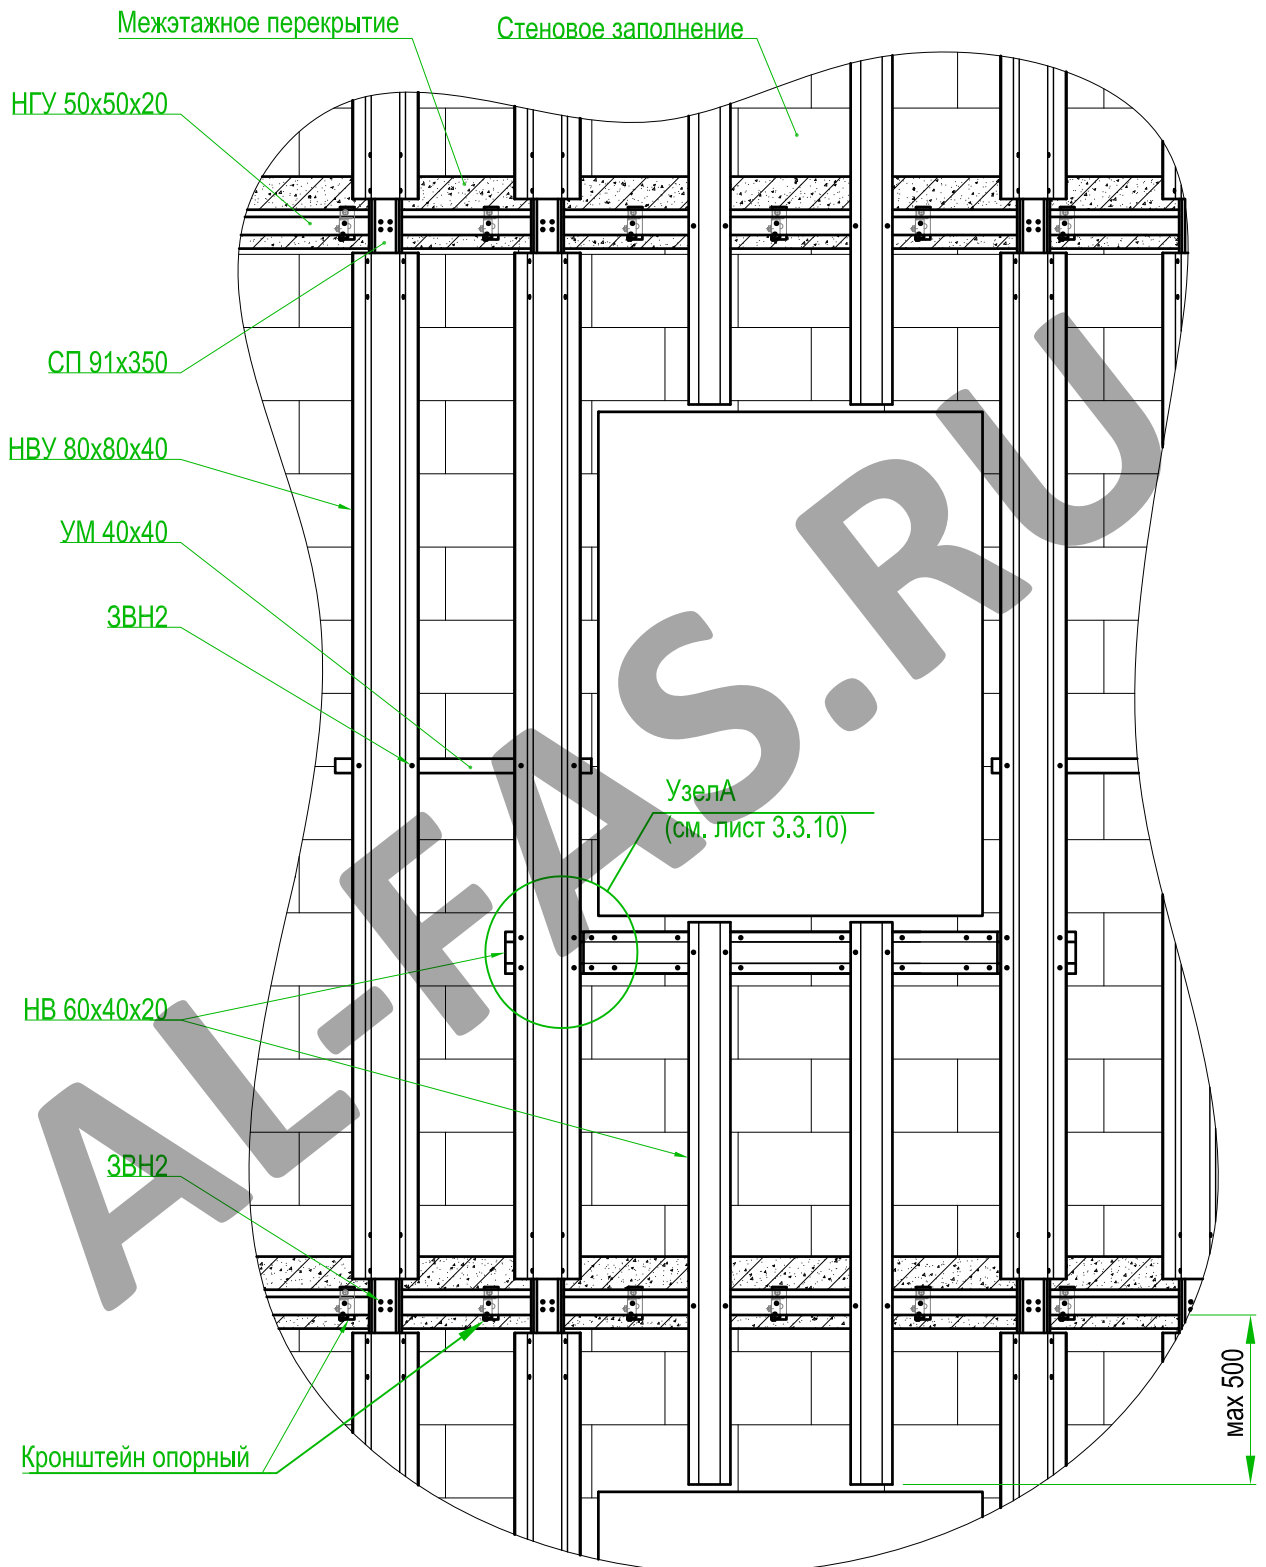 Межэтажное перекрытие
Стеновое заполнение
НГУ 50х50х20
СП 91х350
НВУ 80х80х40
УМ 40х40
ЗВН2
УзелА
(см. лист 3.3.10)
НВ 60х40х20
ЗВН2
Кронштейн опорный
мах 500
AL-FAS.RU